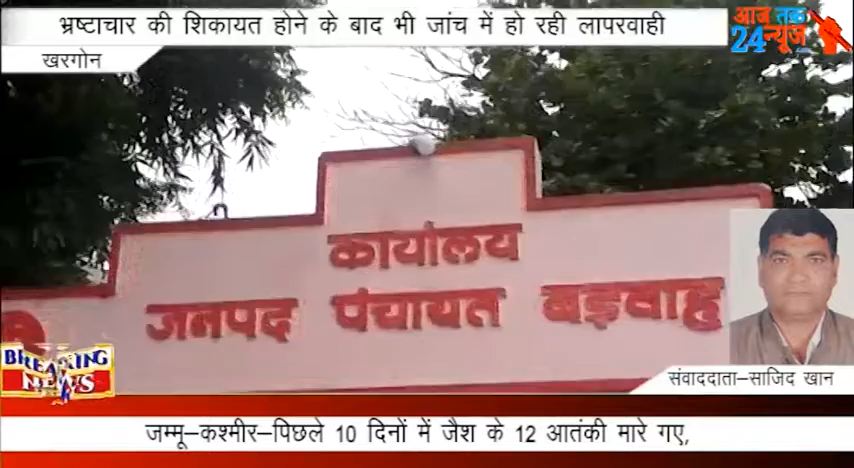 भ्रष्टाचार की शिकायत होने के बाद भी जांच में हो रही लापरवाही
आज तक
24 न्यूज़
खरगोन
कार्यालय
जनपद पंचायत बड़वाह
BREAKING
NEWS
संवाददाता–साजिद खान
जम्मू–कश्मीर–पिछले 10 दिनों में जैश के 12 आतंकी मारे गए,